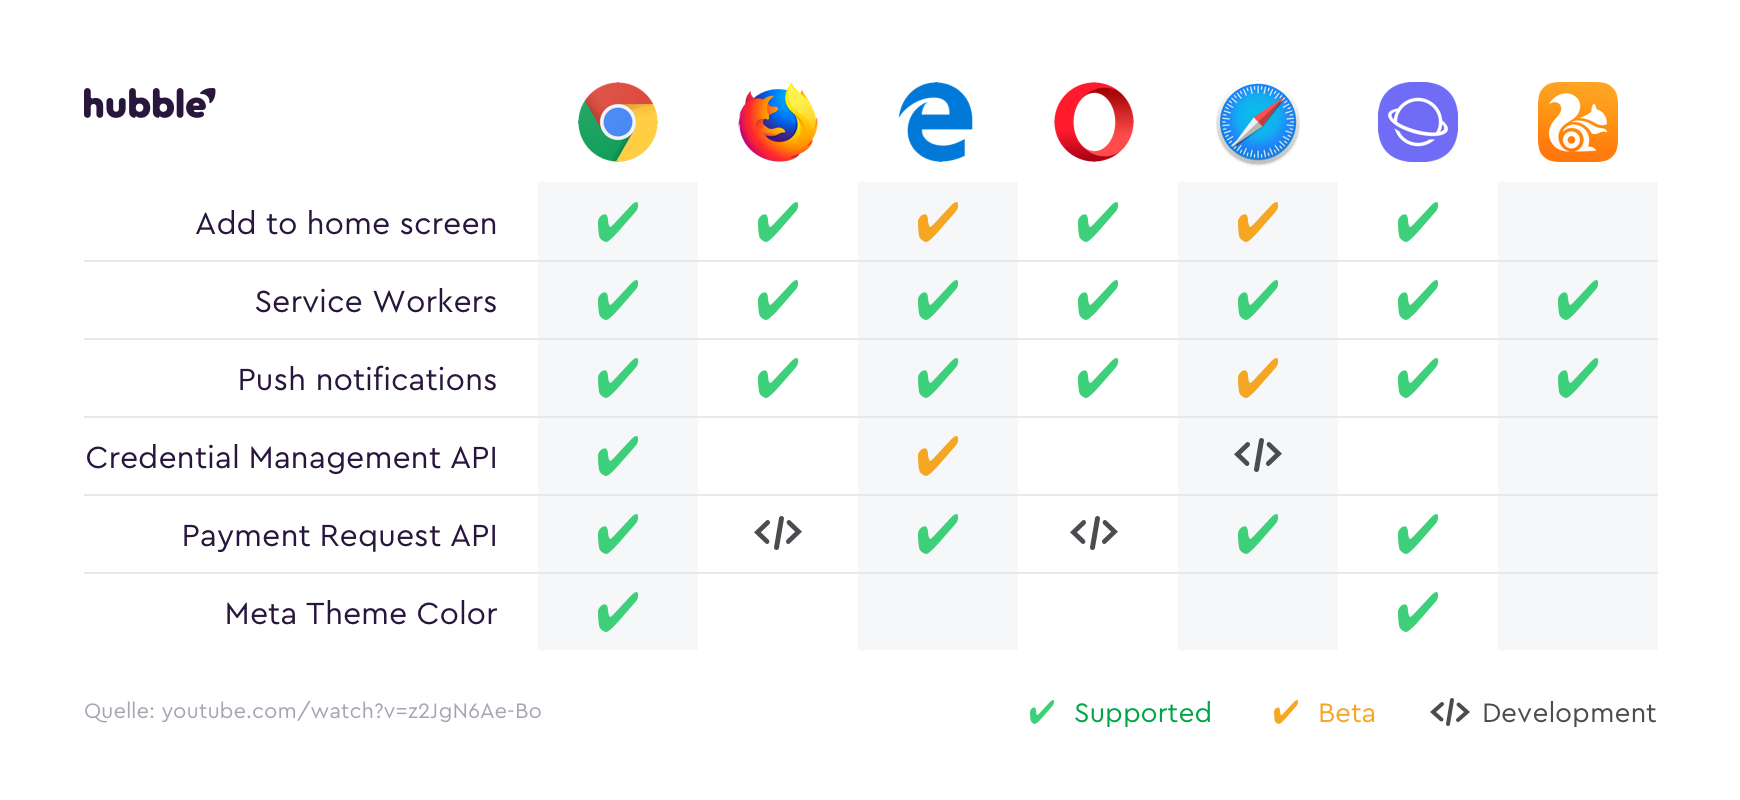 hubble
Add to home screen
Service Workers
Push notifications
Credential Management API
Payment Request API
Meta Theme Color
Quelle: youtube.com/watch?v=z2JgN6Ae-Bo
Supported
Beta
</> Development